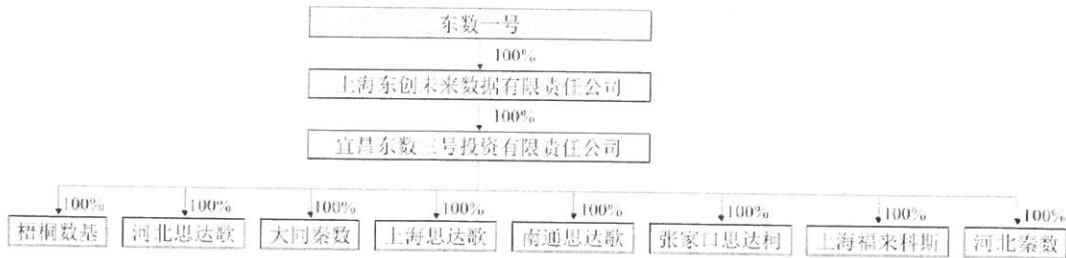 东数一号
100%
上海东创未来数据有限责任公司
100%
宜昌东数三号投资有限责任公司
100% 100% 100% 100% 100% 100% 100% 100%
梧桐数基 河北思达歌 大同秦数 上海思达歌 南通思达歌 张家口思达柯 上海福来科斯 河北秦数